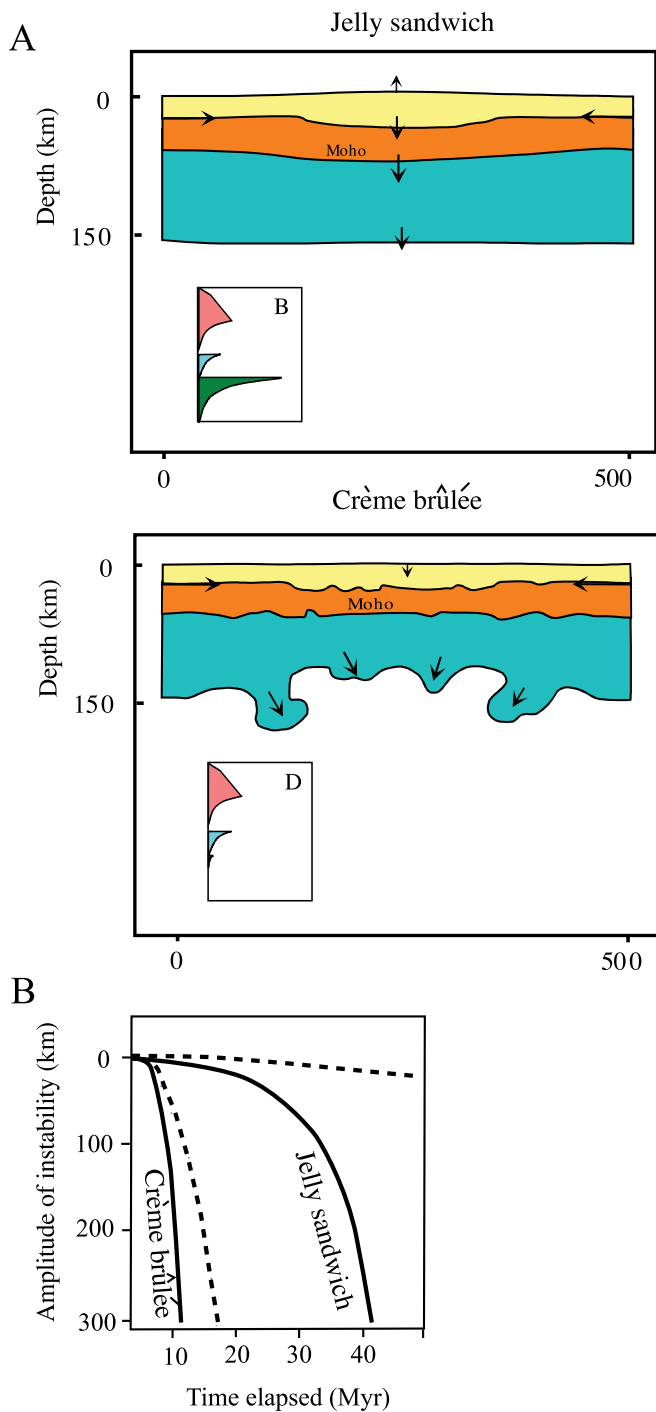 A
Jelly sandwich
Depth (km)
0
150
Moho
B
0
500
Crème brûlée
Depth (km)
0
150
Moho
D
0
500
B
Amplitude of instability (km)
0
100
200
300
Crème brûlée
Jelly sandwich
10
20
30
40
Time elapsed (Myr)